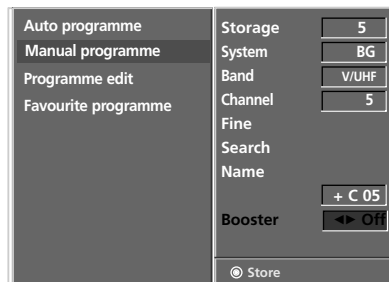 Auto programme
Manual programme
Programme edit
Favourite programme
Storage 5
System BG
Band V/UHF
Channel 5
Fine
Search
Name
+ C 05
Booster ◄► Off
Store